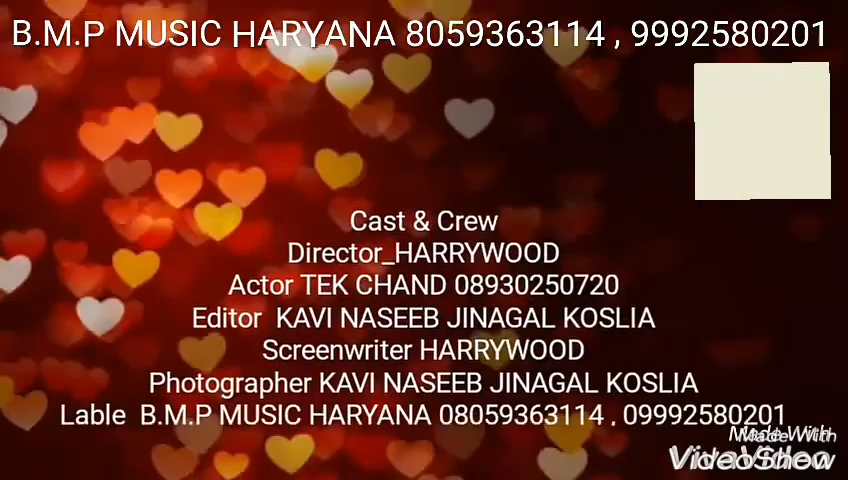 B.M.P MUSIC HARYANA 8059363114 , 9992580201
Cast & Crew
Director_HARRYWOOD
Actor TEK CHAND 08930250720
Editor KAVI NASEEB JINAGAL KOSLIA
Screenwriter HARRYWOOD
Photographer KAVI NASEEB JINAGAL KOSLIA
Lable B.M.P MUSIC HARYANA 08059363114 , 09992580201
Made With
VideoShow